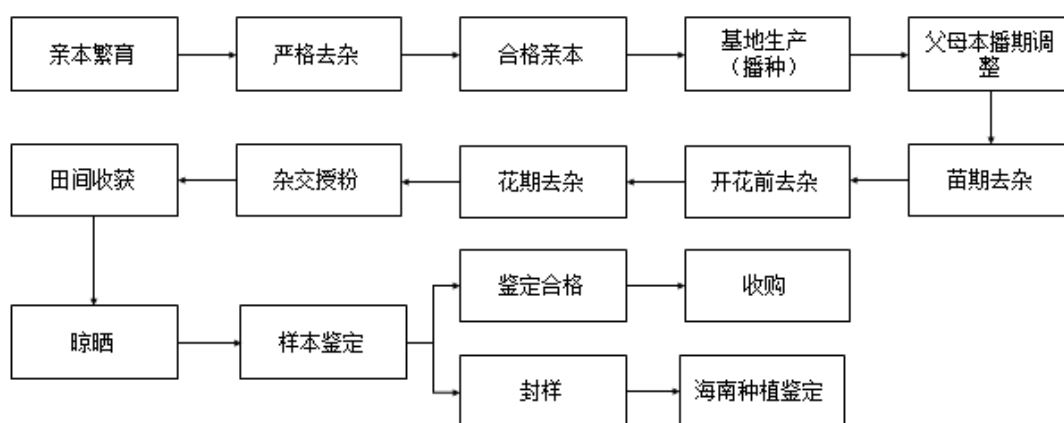 亲本繁育
严格去杂
合格亲本
基地生产
（播种）
父母本播期调
整
苗期去杂
开花前去杂
花期去杂
杂交授粉
田间收获
晾晒
样本鉴定
鉴定合格
收购
封样
海南种植鉴定